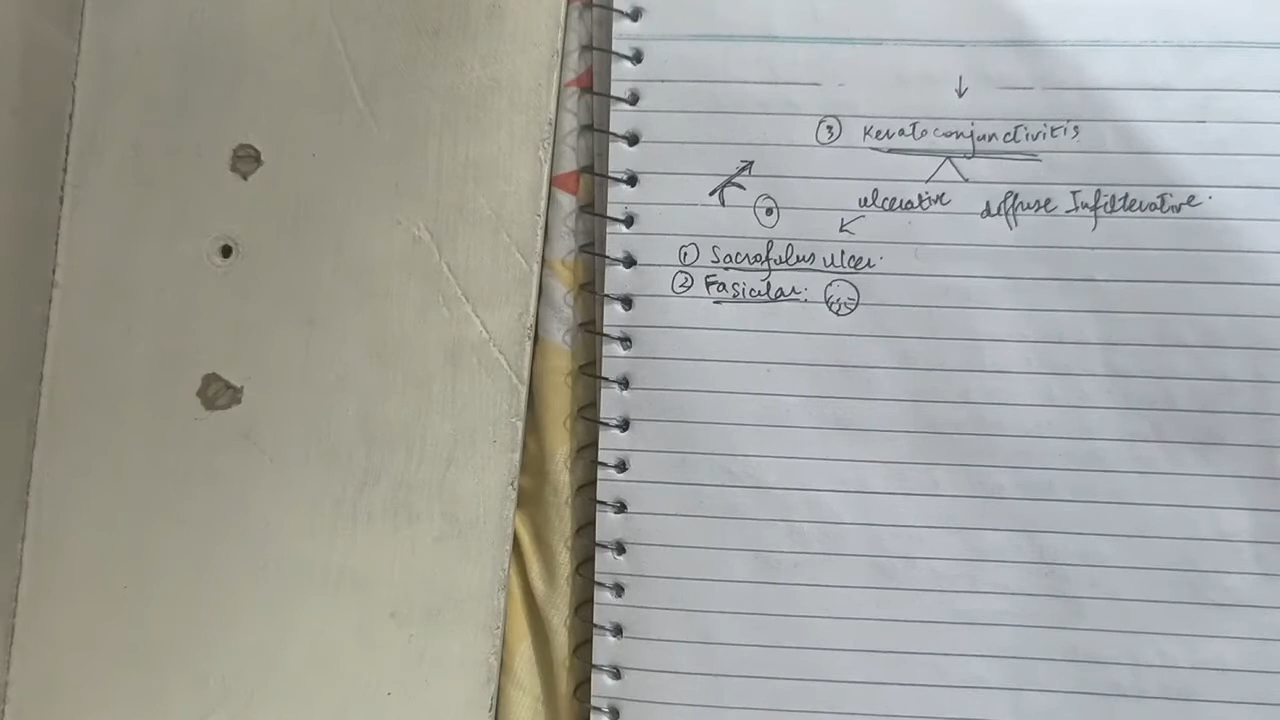 ③ Keratoconjunctivitis
ulcerative diffuse Infilterative.
① Sacrofulus ulcer.
② Fasicular: